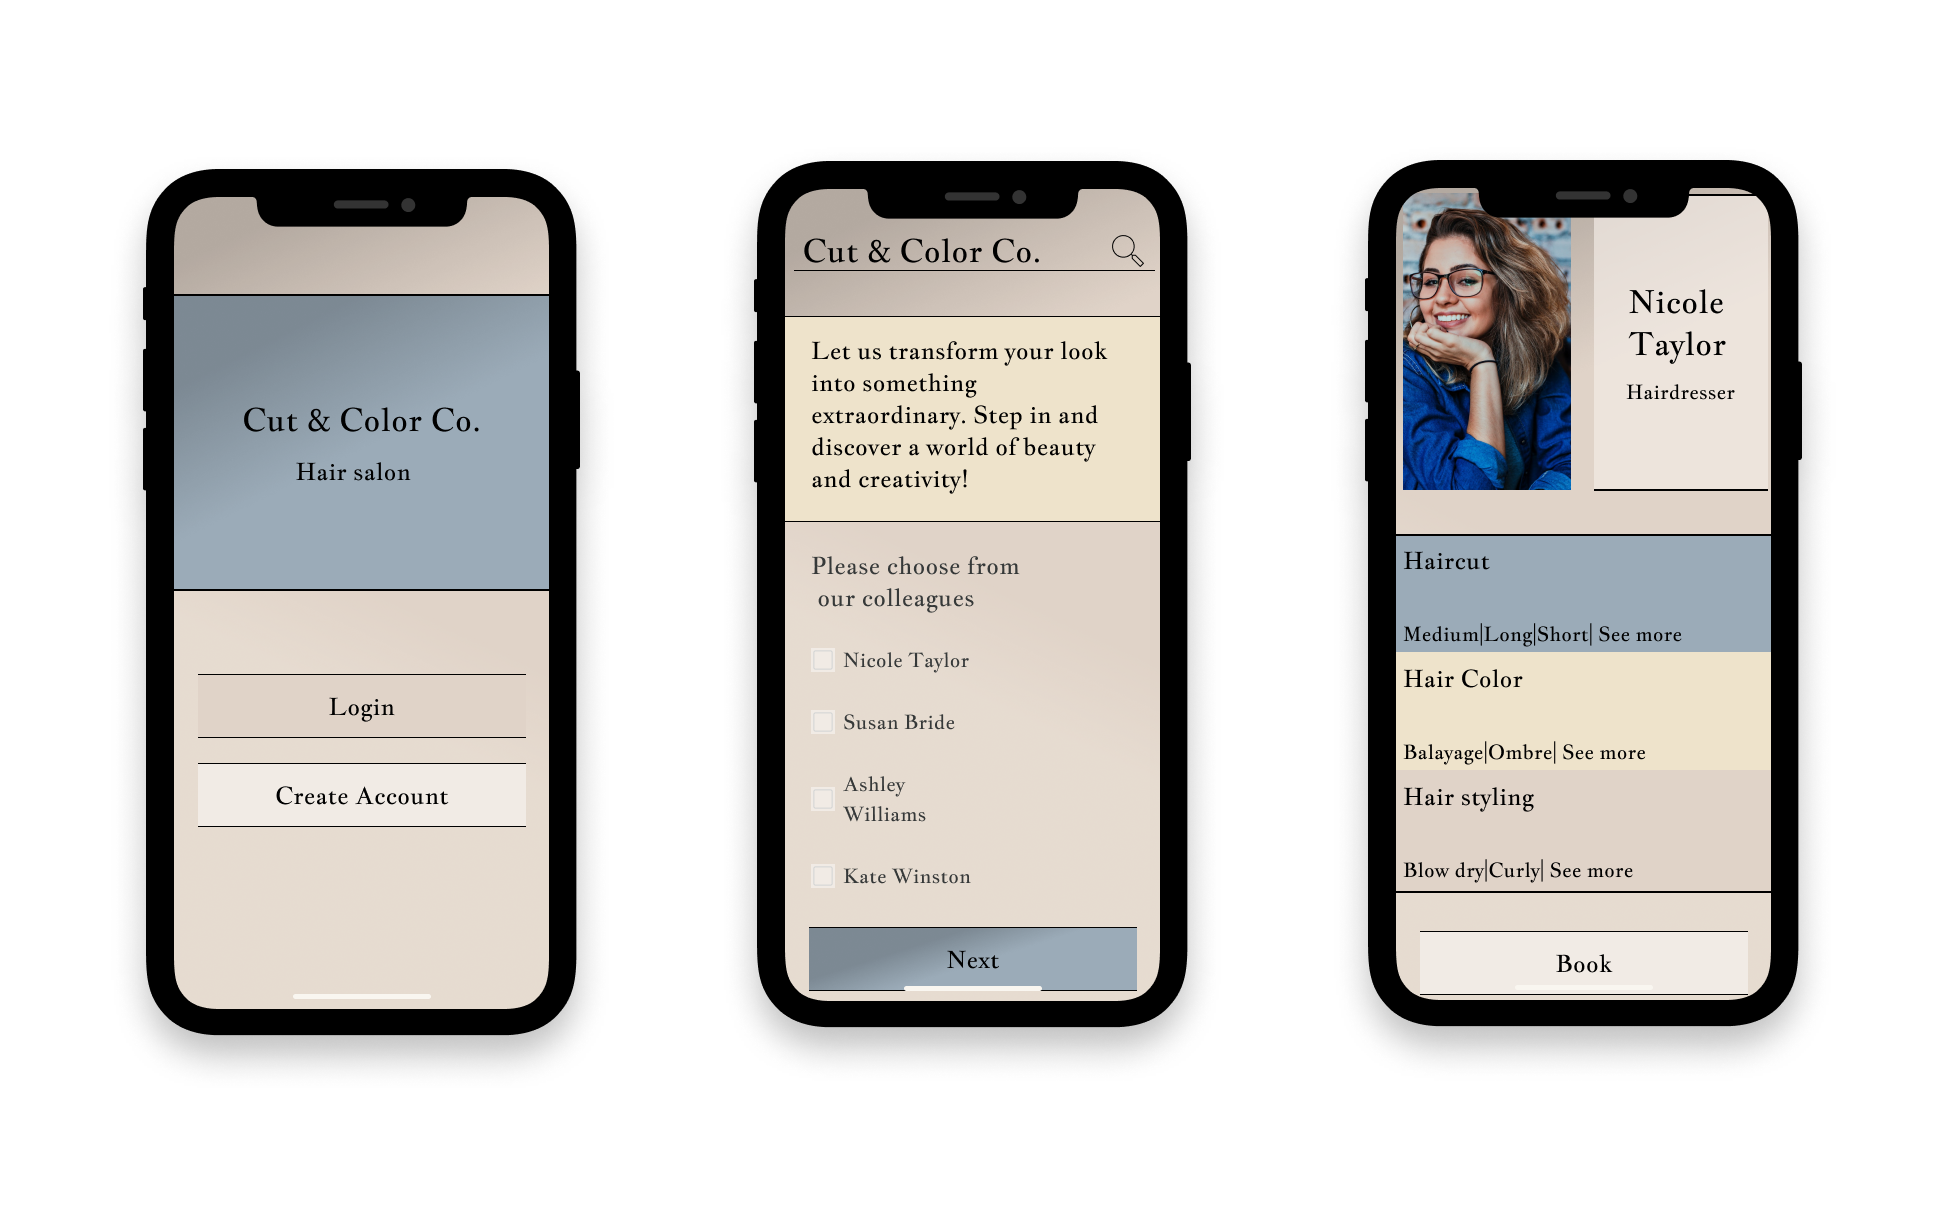 Cut & Color Co.
Hair salon
Login
Create Account
Cut & Color Co.
Let us transform your look
into something
extraordinary. Step in and
discover a world of beauty
and creativity!
Please choose from
our colleagues
Nicole Taylor
Susan Bride
Ashley
Williams
Kate Winston
Next
Nicole
Taylor
Hairdresser
Haircut
Medium|Long|Short| See more
Hair Color
Balayage|Ombre| See more
Hair styling
Blow dry|Curly| See more
Book